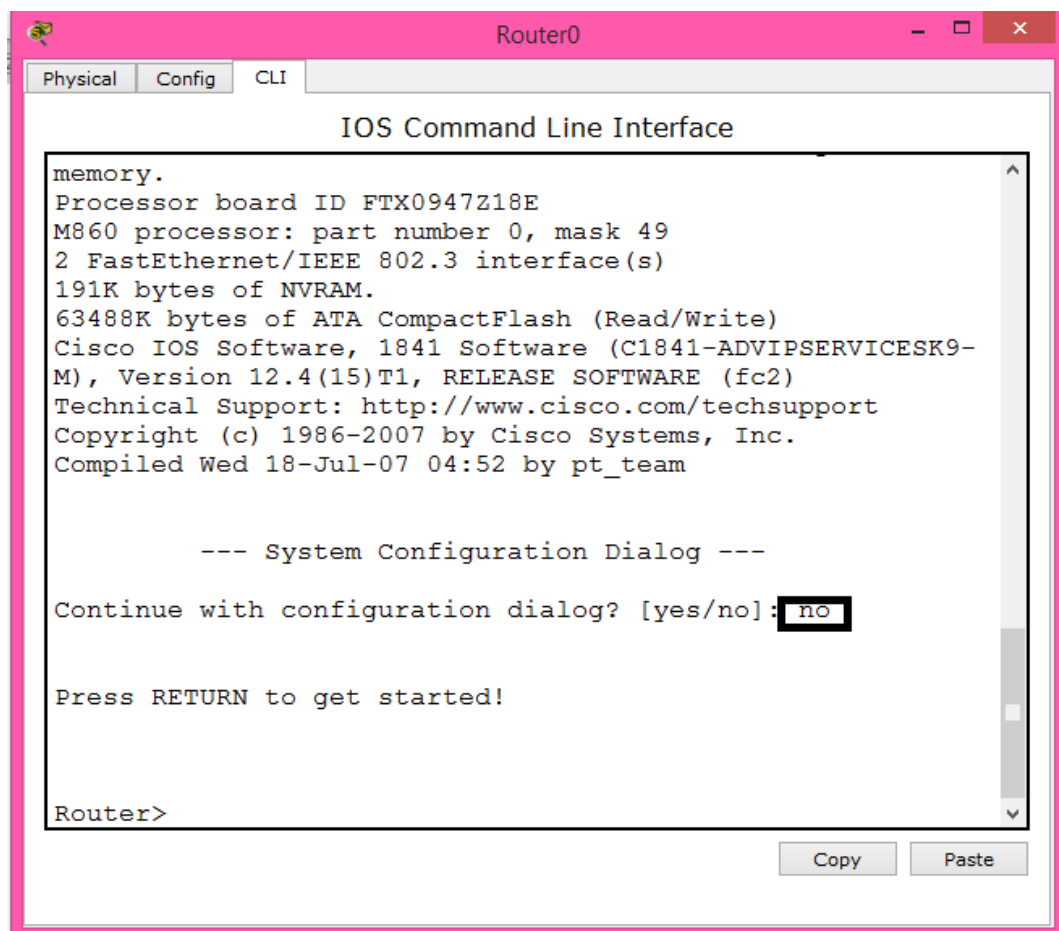 Router0
Physical Config CLI
IOS Command Line Interface
memory.
Processor board ID FTX0947Z18E
M860 processor: part number 0, mask 49
2 FastEthernet/IEEE 802.3 interface(s)
191K bytes of NVRAM.
63488K bytes of ATA CompactFlash (Read/Write)
Cisco IOS Software, 1841 Software (C1841-ADVIPSERVICESK9-
M), Version 12.4(15)T1, RELEASE SOFTWARE (fc2)
Technical Support: http://www.cisco.com/techsupport
Copyright (c) 1986-2007 by Cisco Systems, Inc.
Compiled Wed 18-Jul-07 04:52 by pt_team
--- System Configuration Dialog ---
Continue with configuration dialog? [yes/no]: no
Press RETURN to get started!
Router>
Copy Paste